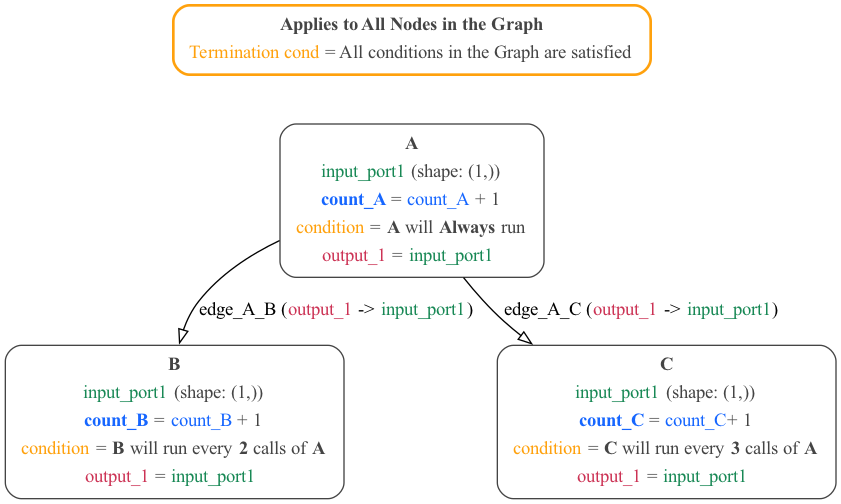 Applies to All Nodes in the Graph
Termination cond = All conditions in the Graph are satisfied
A
input_port1 (shape: (1,))
count_A = count_A + 1
condition = A will Always run
output_1 = input_port1
edge_A_B (output_1 -> input_port1)
edge_A_C (output_1 -> input_port1)
B
input_port1 (shape: (1,))
count_B = count_B + 1
condition = B will run every 2 calls of A
output_1 = input_port1
C
input_port1 (shape: (1,))
count_C = count_C+ 1
condition = C will run every 3 calls of A
output_1 = input_port1